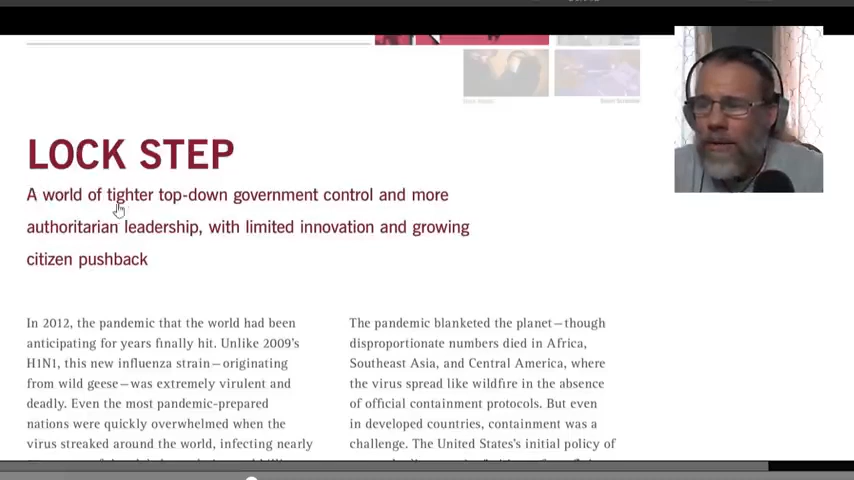 LOCK STEP
A world of tighter top-down government control and more
authoritarian leadership, with limited innovation and growing
citizen pushback
In 2012, the pandemic that the world had been
anticipating for years finally hit. Unlike 2009's
H1N1, this new influenza strain—originating
from wild geese—was extremely virulent and
deadly. Even the most pandemic-prepared
nations were quickly overwhelmed when the
virus streaked around the world, infecting nearly
The pandemic blanketed the planet—though
disproportionate numbers died in Africa,
Southeast Asia, and Central America, where
the virus spread like wildfire in the absence
of official containment protocols. But even
in developed countries, containment was a
challenge. The United States's initial policy of